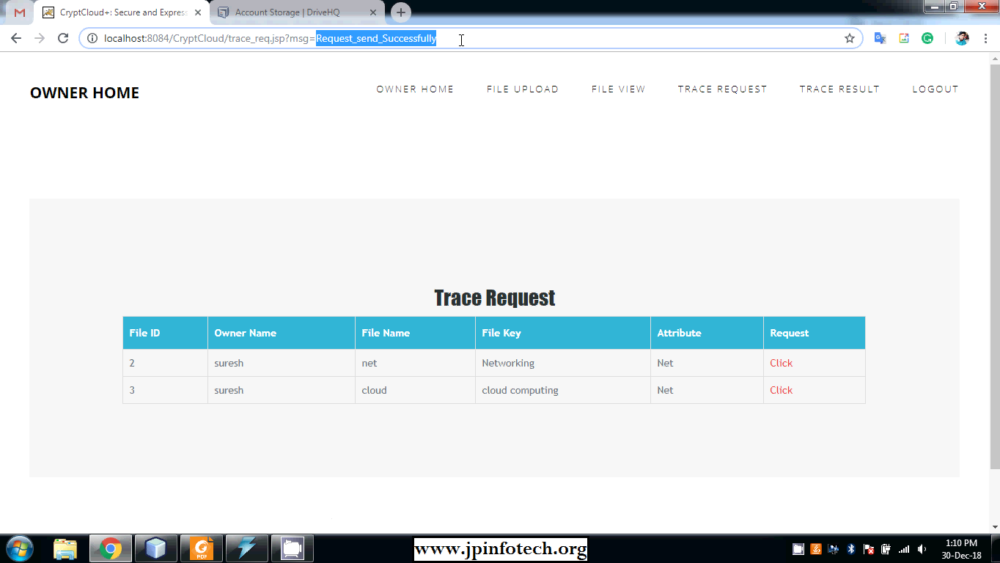 CryptCloud+: Secure and Express
Account Storage | DriveHQ
localhost:8084/CryptCloud/trace_req.jsp?msg=Request_send_Successfully
OWNER HOME
OWNER HOME FILE UPLOAD FILE VIEW TRACE REQUEST TRACE RESULT LOGOUT
Trace Request
File ID Owner Name File Name File Key Attribute Request
2 suresh net Networking Net Click
3 suresh cloud cloud computing Net Click
PDF
www.jpinfotech.org
1:10 PM
30-Dec-18